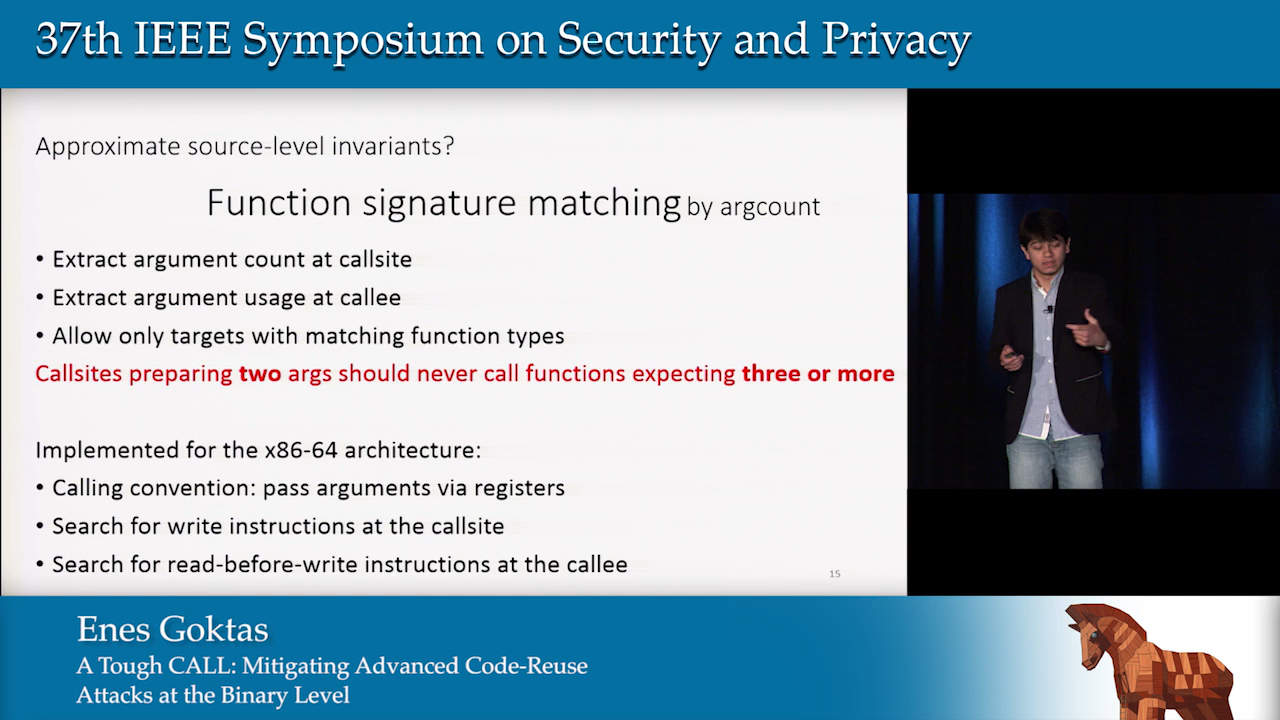 37th IEEE Symposium on Security and Privacy
Approximate source-level invariants?
Function signature matching by argcount
• Extract argument count at callsite
• Extract argument usage at callee
• Allow only targets with matching function types
Callsites preparing two args should never call functions expecting three or more
Implemented for the x86-64 architecture:
• Calling convention: pass arguments via registers
• Search for write instructions at the callsite
• Search for read-before-write instructions at the callee
15
Enes Goktas
A Tough CALL: Mitigating Advanced Code-Reuse
Attacks at the Binary Level